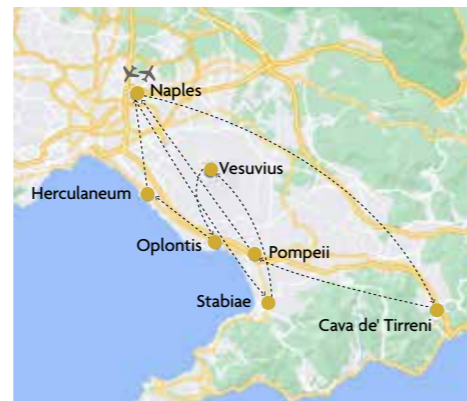 Naples
Vesuvius
Herculaneum
Oplontis
Pompeii
Stabiae
Cava de' Tirreni